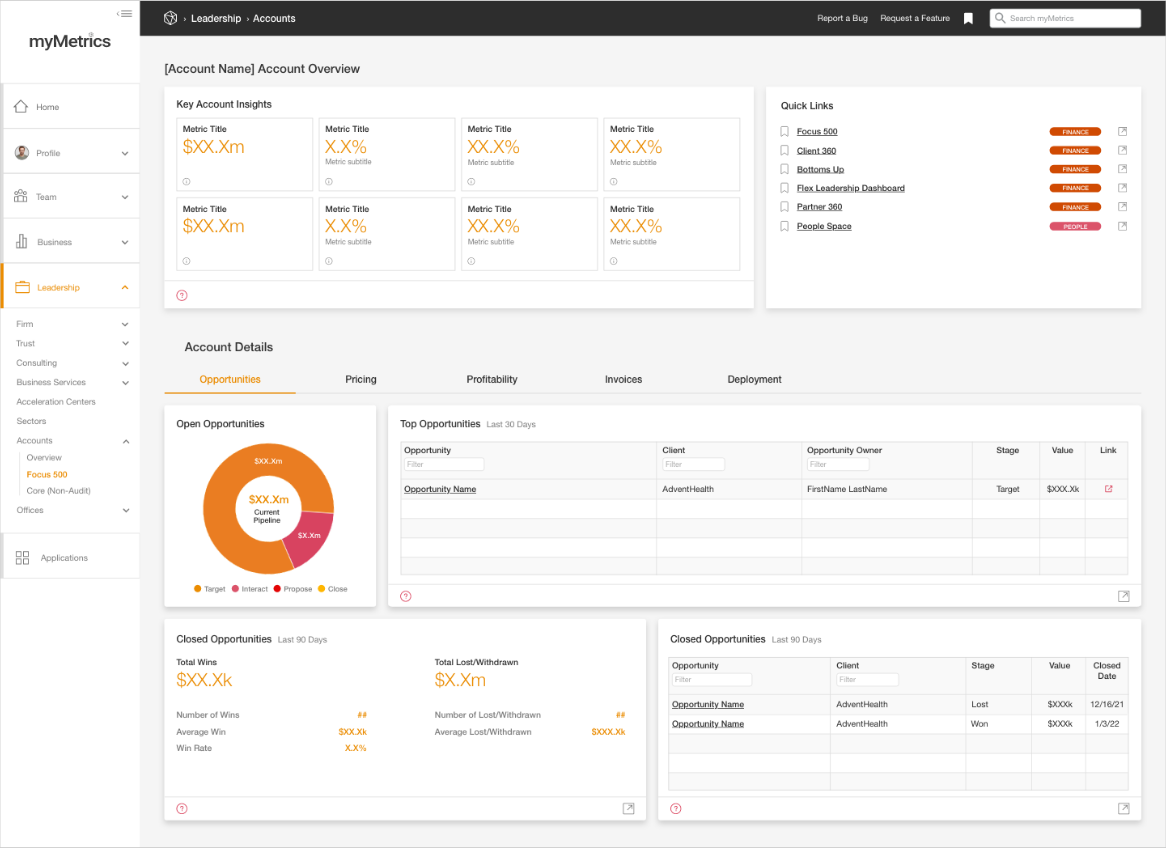 myMetrics®
Home
Profile
Team
Business
Leadership
Firm
Trust
Consulting
Business Services
Acceleration Centers
Sectors
Accounts
Overview
Focus 500
Core (Non-Audit)
Offices
Applications
› Leadership › Accounts
Report a Bug Request a Feature Search myMetrics
[Account Name] Account Overview
Key Account Insights
Metric Title Metric Title Metric Title Metric Title
$XX.Xm X.X% XX.X% XX.X%
Metric subtitle Metric subtitle Metric subtitle
Metric Title Metric Title Metric Title Metric Title
$XX.Xm X.X% XX.X% XX.X%
Metric subtitle Metric subtitle Metric subtitle
?
Quick Links
Focus 500 FINANCE
Client 360 FINANCE
Bottoms Up FINANCE
Flex Leadership Dashboard FINANCE
Partner 360 FINANCE
People Space PEOPLE
Account Details
Opportunities Pricing Profitability Invoices Deployment
Open Opportunities
$XX.Xm
$XX.Xm
Current
Pipeline
$X.Xm
Target Interact Propose Close
Top Opportunities Last 30 Days
Opportunity Client Opportunity Owner Stage Value Link
Filter Filter Filter
Opportunity Name AdventHealth FirstName LastName Target $XXX.Xk
?
Closed Opportunities Last 90 Days
Total Wins Total Lost/Withdrawn
$XX.Xk $X.Xm
Number of Wins ## Number of Lost/Withdrawn ##
Average Win $XX.Xk Average Lost/Withdrawn $XXX.Xk
Win Rate X.X%
?
Closed Opportunities Last 90 Days
Opportunity Client Stage Value Closed
Date
Filter Filter
Opportunity Name AdventHealth Lost $XXXk 12/16/21
Opportunity Name AdventHealth Won $XXXk 1/3/22
?